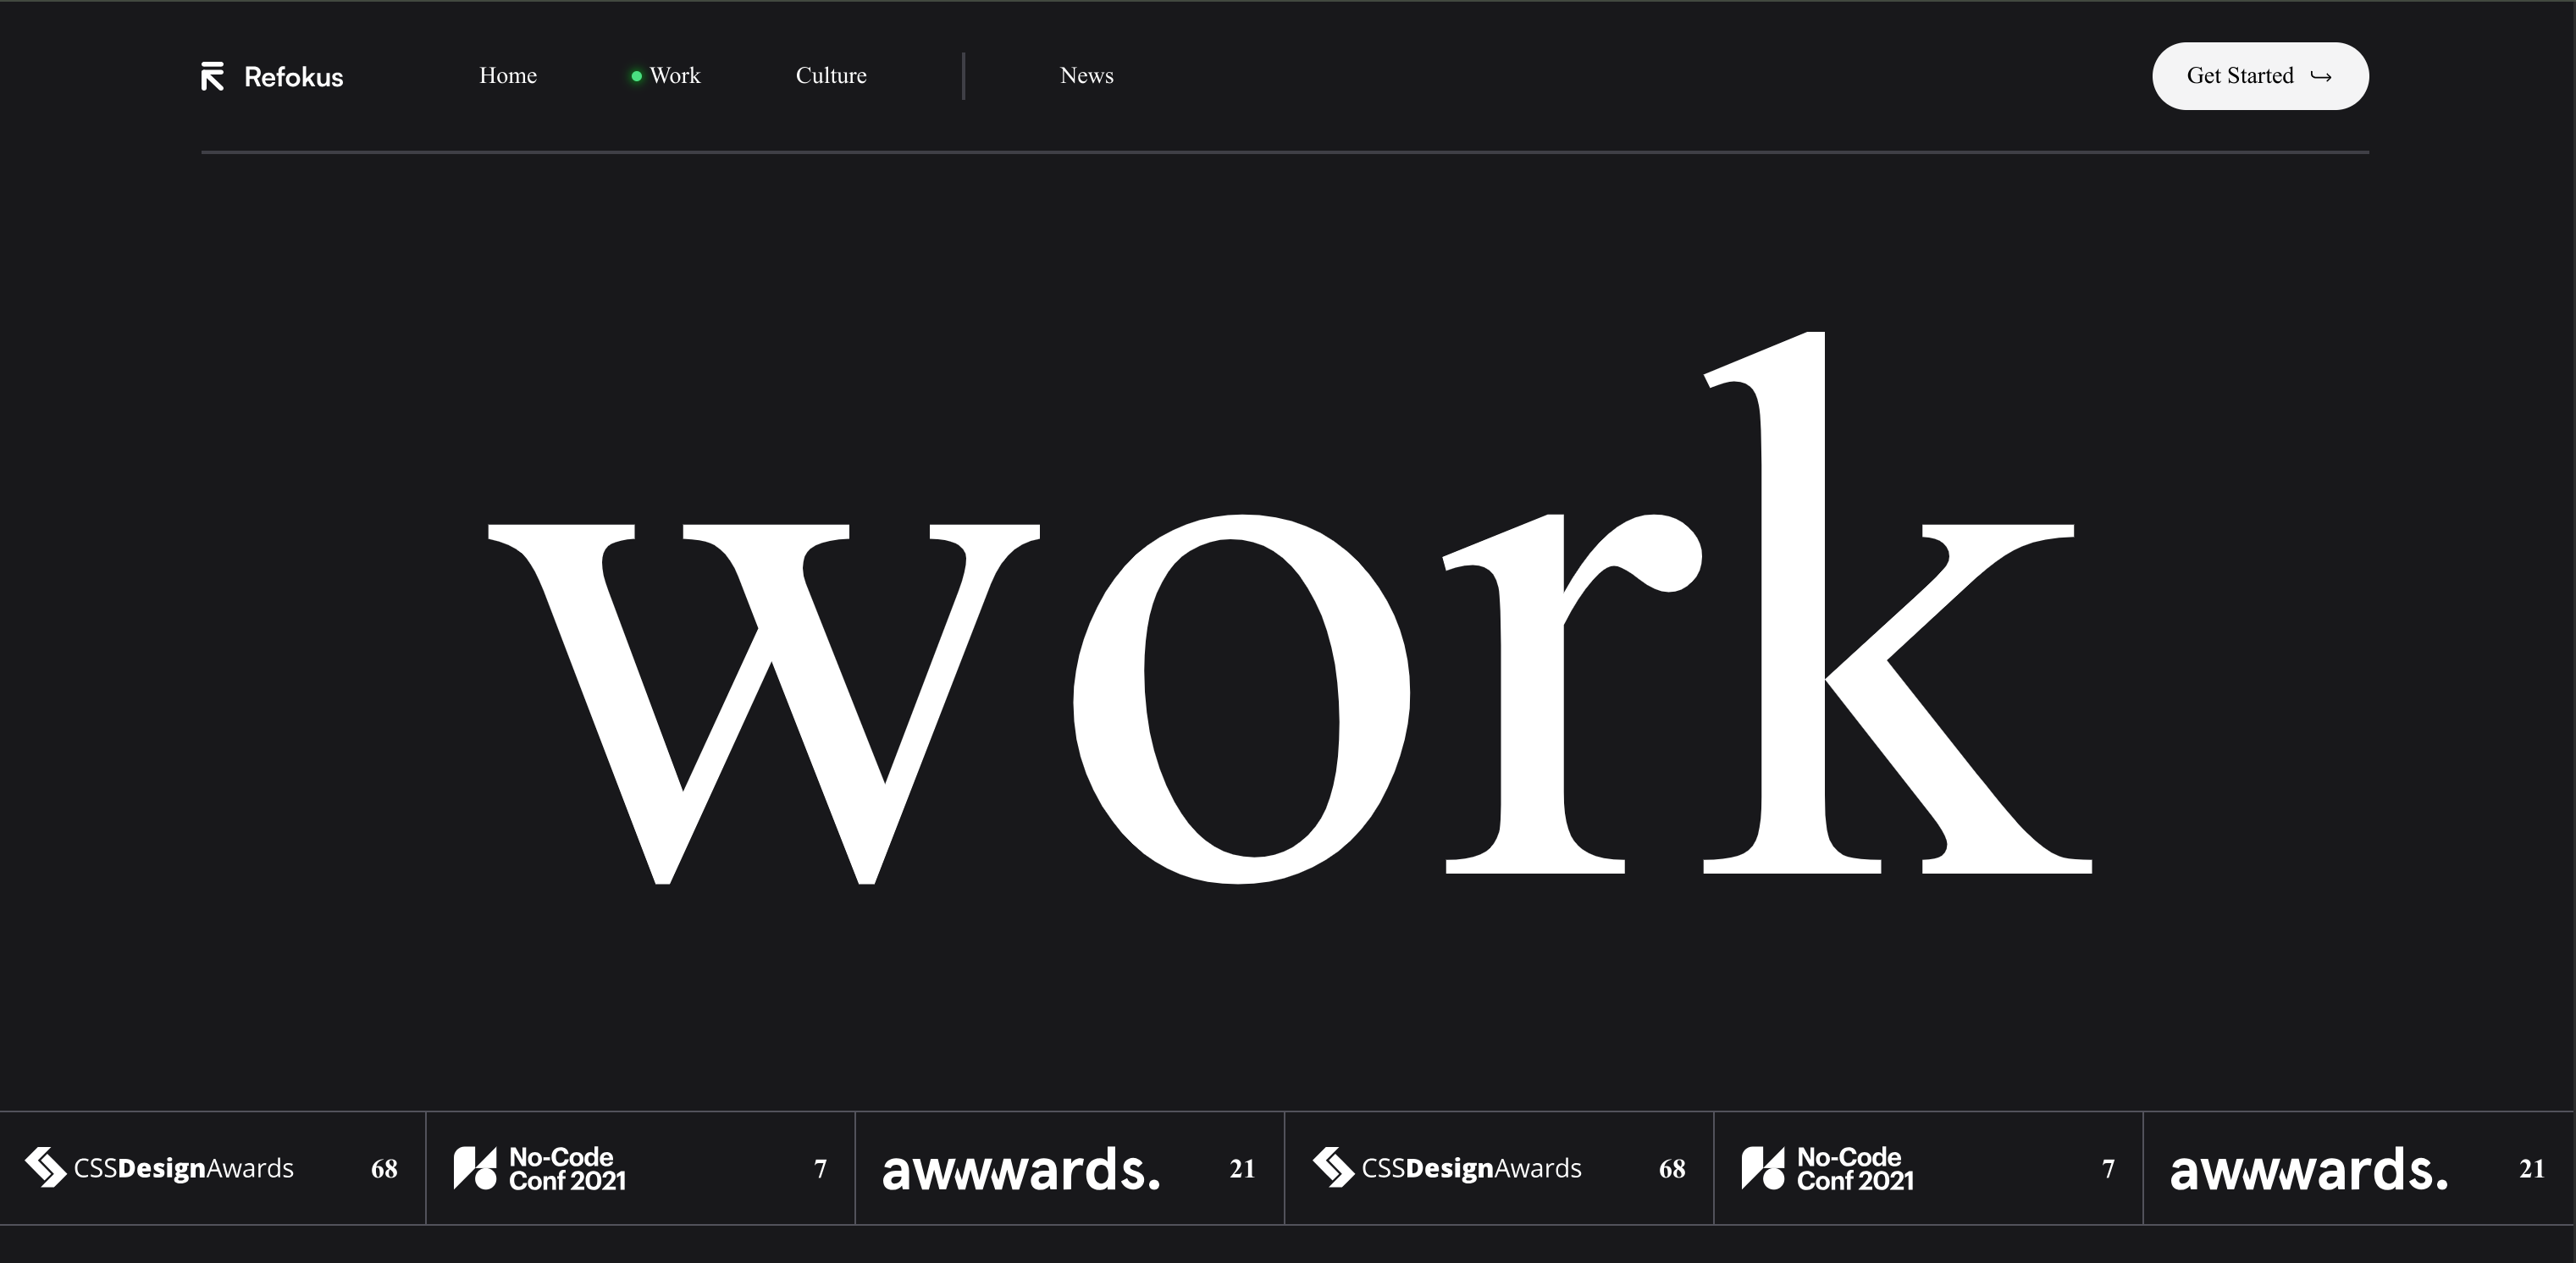 Refokus Home Work Culture News Get Started
work
CSSDesignAwards 68 No-Code Conf 2021 7 awwwards. 21 CSSDesignAwards 68 No-Code Conf 2021 7 awwwards. 21